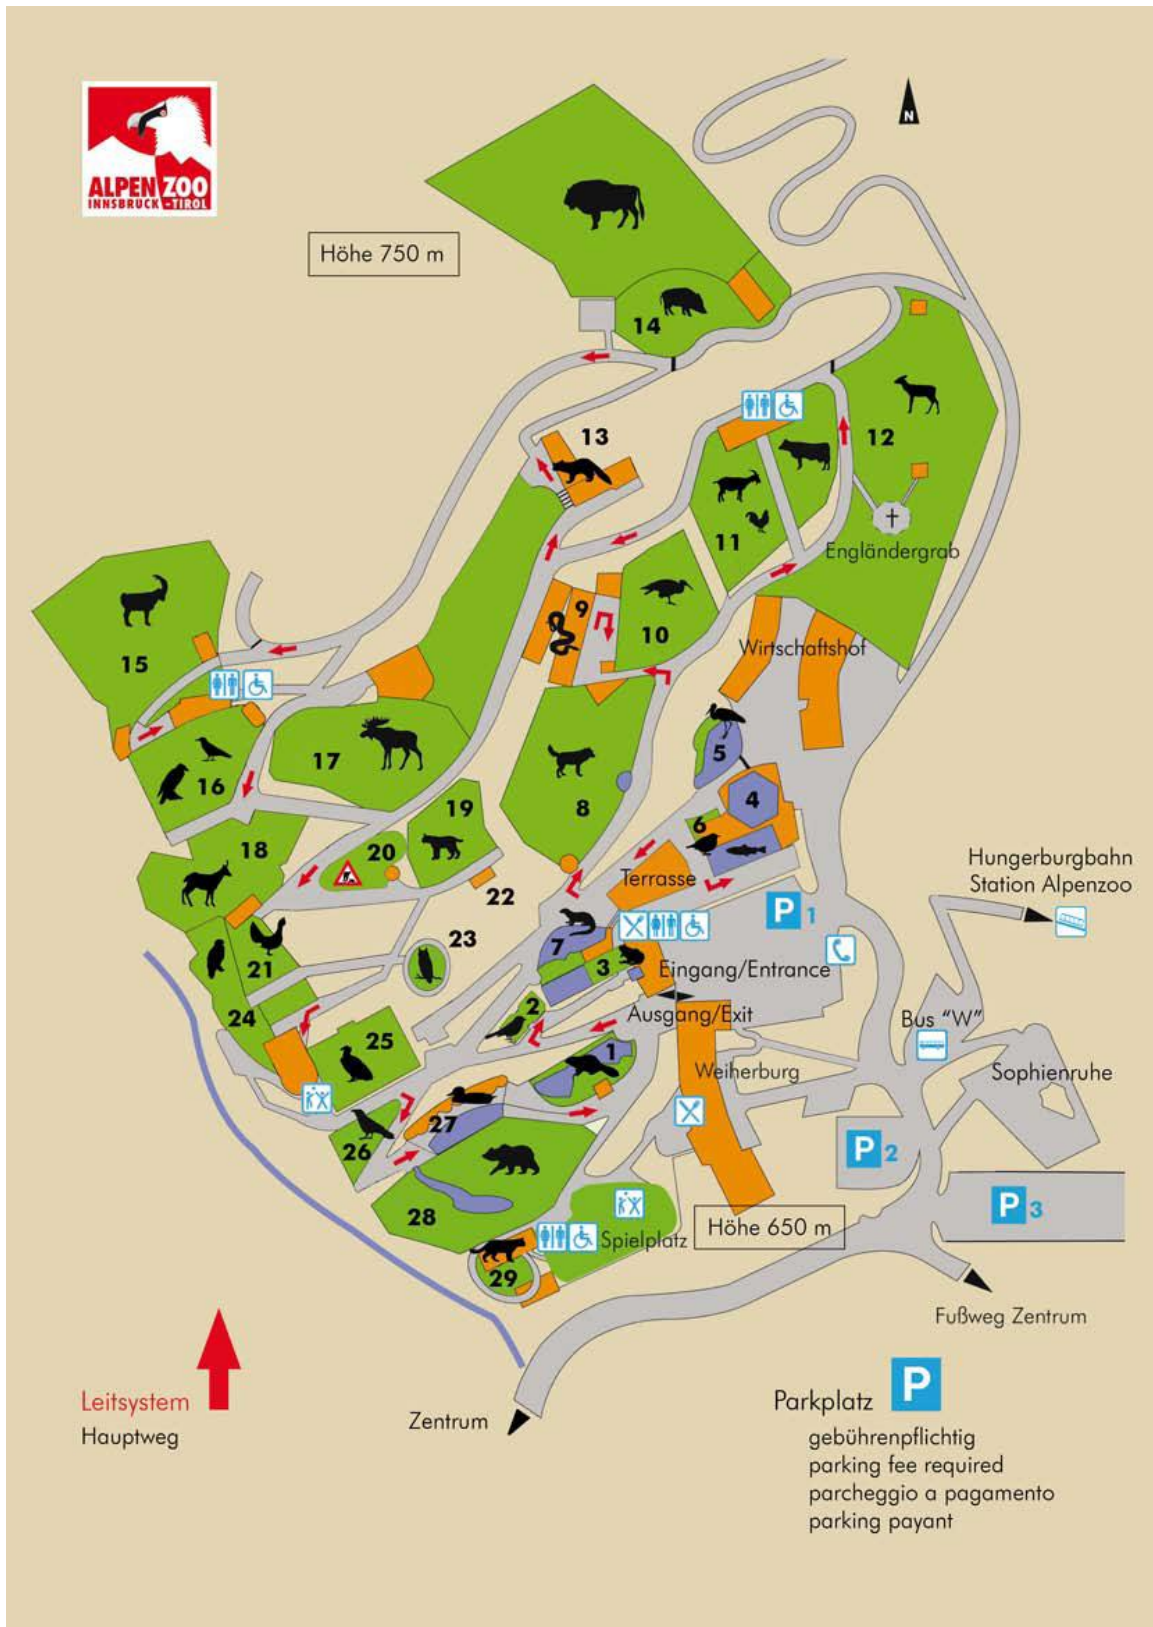 N
ALPEN ZOO
INNSBRUCK -TIROL
Höhe 750 m
14
13
12
11
Engländergrab
9
10
15
Wirtschaftshof
5
16
17
8
4
19
6
18
20
Terrasse
22
Hungerburgbahn
Station Alpenzoo
P 1
23
7
3
21
Eingang/Entrance
24
2
Ausgang/Exit
Bus "W"
25
1
Weiherburg
Sophienruhe
27
26
P 2
28
P 3
Höhe 650 m
Spielplatz
29
Fußweg Zentrum
Leitsystem
Hauptweg
Zentrum
Parkplatz P
gebührenpflichtig
parking fee required
parcheggio a pagamento
parking payant